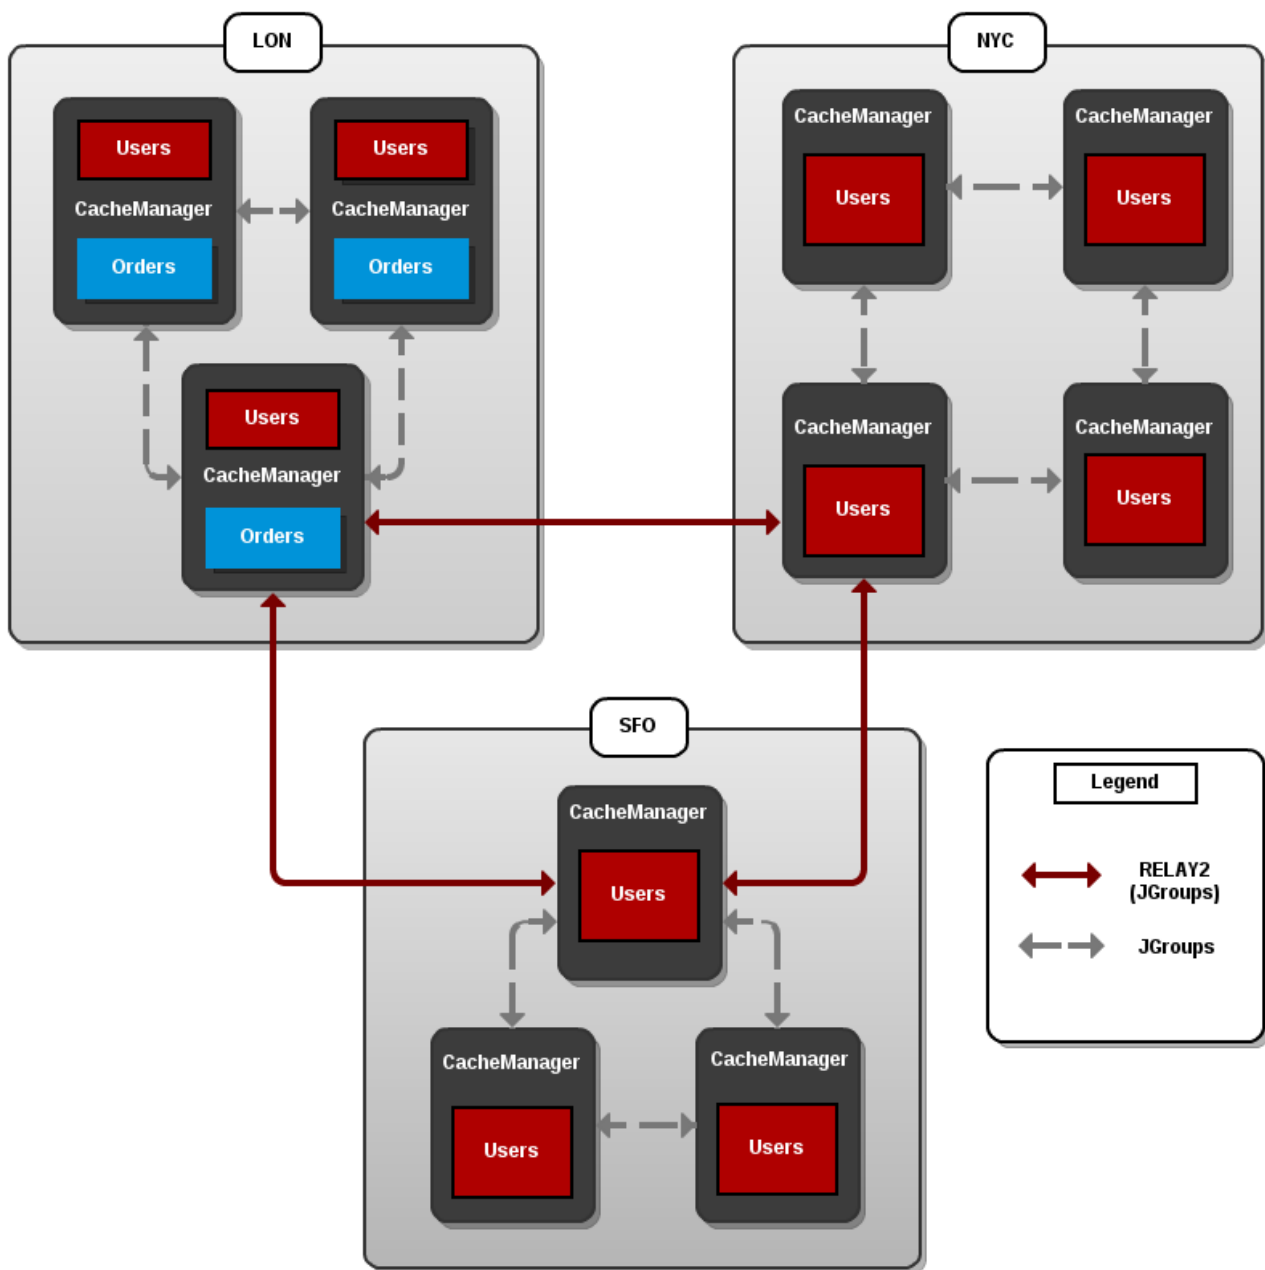 LON
Users
CacheManager
Orders
Users
CacheManager
Orders
Users
CacheManager
Orders
NYC
CacheManager
Users
CacheManager
Users
CacheManager
Users
CacheManager
Users
SFO
CacheManager
Users
CacheManager
Users
CacheManager
Users
Legend
RELAY2
(JGroups)
JGroups